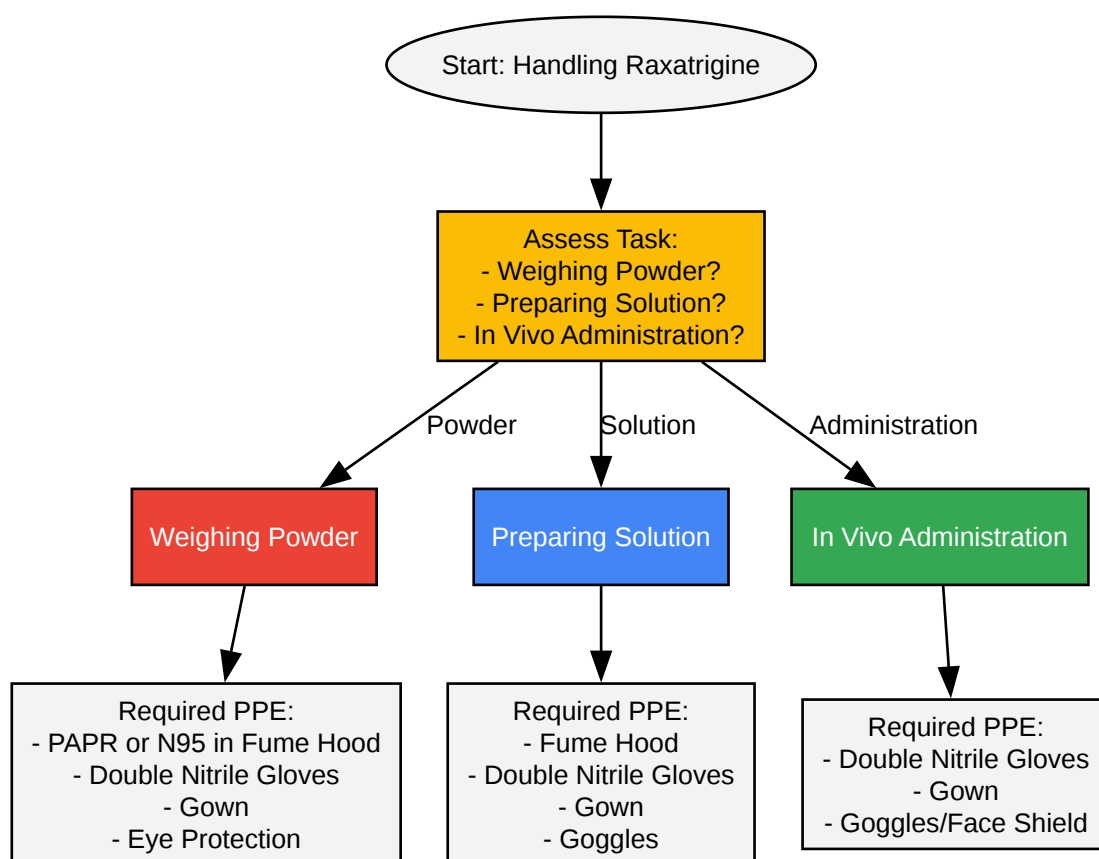 Start: Handling Raxatrigine
Assess Task:
- Weighing Powder?
- Preparing Solution?
- In Vivo Administration?
Powder
Solution
Administration
Weighing Powder
Preparing Solution
In Vivo Administration
Required PPE:
- PAPR or N95 in Fume Hood
- Double Nitrile Gloves
- Gown
- Eye Protection
Required PPE:
- Fume Hood
- Double Nitrile Gloves
- Gown
- Goggles
Required PPE:
- Double Nitrile Gloves
- Gown
- Goggles/Face Shield